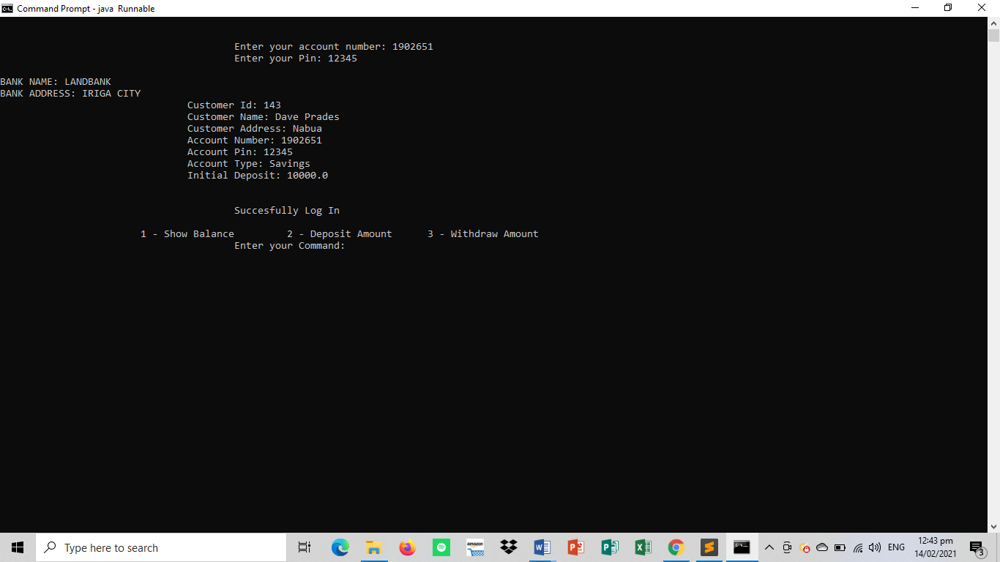 Command Prompt - java  Runnable
Enter your account number: 1902651
Enter your Pin: 12345
BANK NAME: LANDBANK
BANK ADDRESS: IRIGA CITY
Customer Id: 143
Customer Name: Dave Prades
Customer Address: Nabua
Account Number: 1902651
Account Pin: 12345
Account Type: Savings
Initial Deposit: 10000.0
Succesfully Log In
1 - Show Balance         2 - Deposit Amount      3 - Withdraw Amount
Enter your Command:
Type here to search
amazon
ENG
12:43 pm
14/02/2021
3